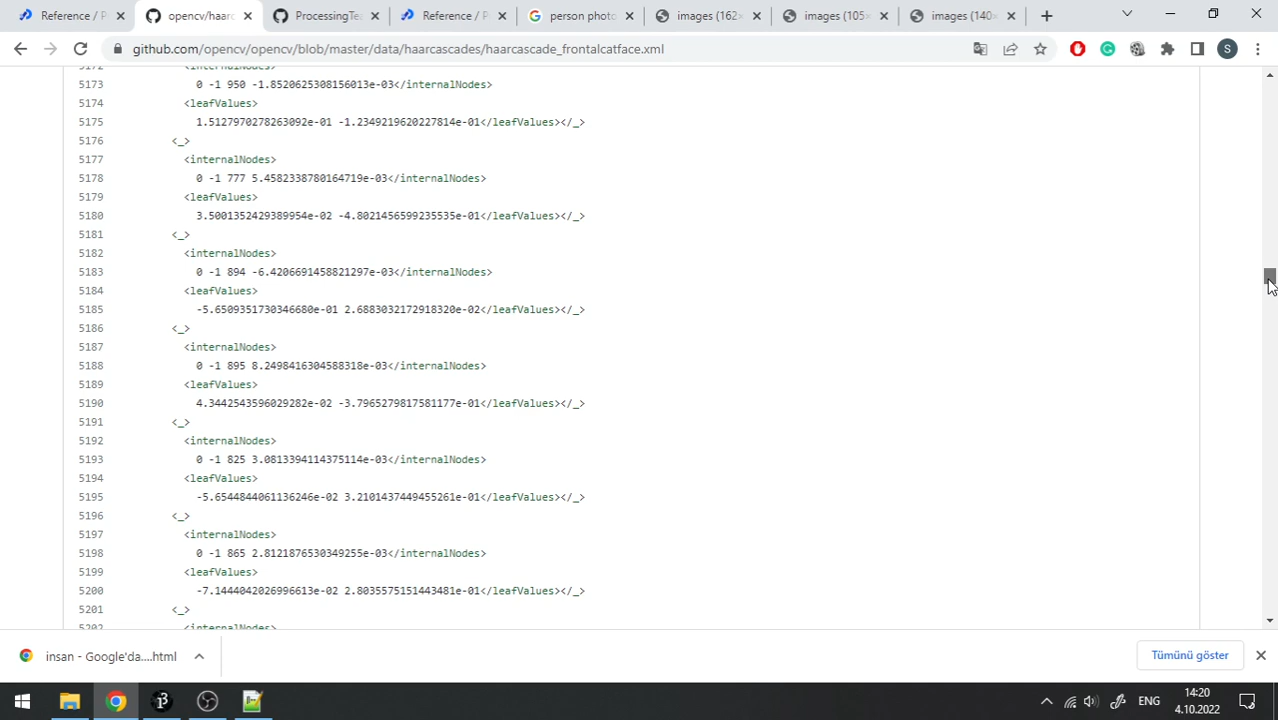 Reference / P
opencv/haar
ProcessingTea
Reference / P
person photo
images (162×
images (105×
images (140×
github.com/opencv/opencv/blob/master/data/haarcascades/haarcascade_frontalcatface.xml
S
5172 <internalNodes>
5173 0 -1 950 -1.8520625308156013e-03</internalNodes>
5174 <leafValues>
5175 1.5127970278263092e-01 -1.2349219620227814e-01</leafValues></_>
5176 <_>
5177 <internalNodes>
5178 0 -1 777 5.4582338780164719e-03</internalNodes>
5179 <leafValues>
5180 3.5001352429389954e-02 -4.8021456599235535e-01</leafValues></_>
5181 <_>
5182 <internalNodes>
5183 0 -1 894 -6.4206691458821297e-03</internalNodes>
5184 <leafValues>
5185 -5.6509351730346680e-01 2.6883032172918320e-02</leafValues></_>
5186 <_>
5187 <internalNodes>
5188 0 -1 895 8.2498416304588318e-03</internalNodes>
5189 <leafValues>
5190 4.3442543596029282e-02 -3.7965279817581177e-01</leafValues></_>
5191 <_>
5192 <internalNodes>
5193 0 -1 825 3.0813394114375114e-03</internalNodes>
5194 <leafValues>
5195 -5.6544844061136246e-02 3.2101437449455261e-01</leafValues></_>
5196 <_>
5197 <internalNodes>
5198 0 -1 865 2.8121876530349255e-03</internalNodes>
5199 <leafValues>
5200 -7.1444042026996613e-02 2.8035575151443481e-01</leafValues></_>
5201 <_>
5202 <internalNodes>
insan - Google'da....html
Tümünü göster
ENG
14:20
4.10.2022